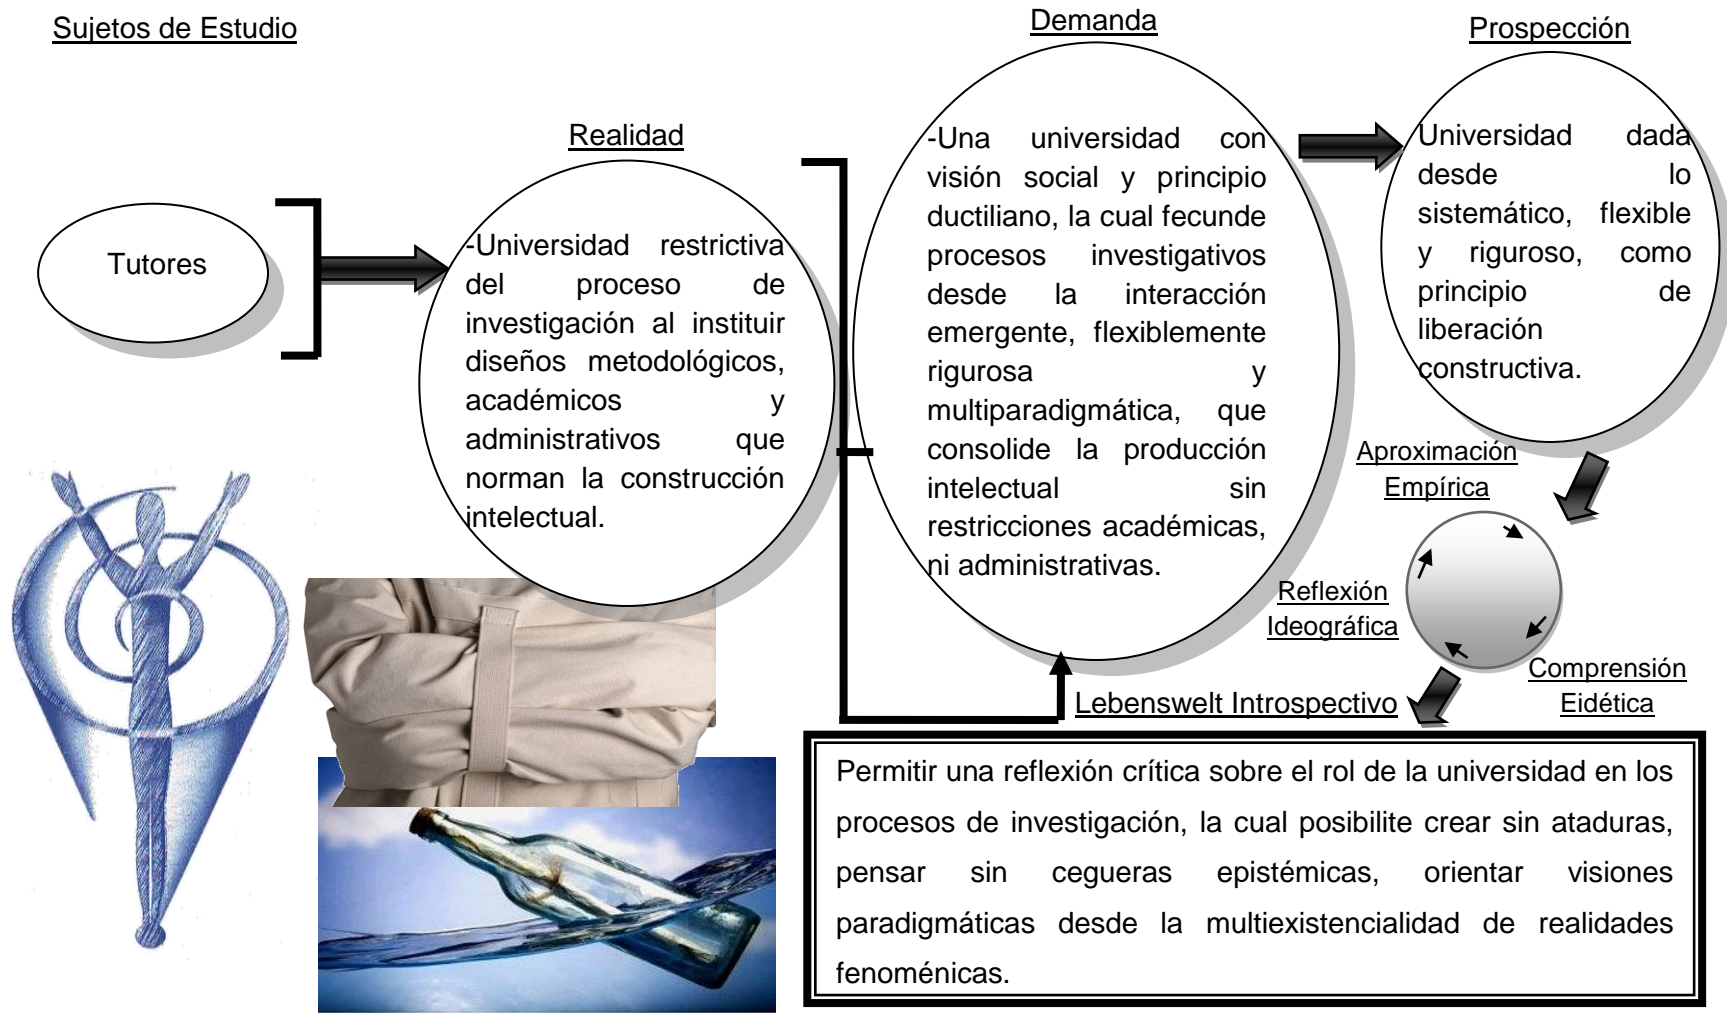 Sujetos de Estudio
Tutores
Realidad
-Universidad restrictiva
del proceso de
investigación al instituir
diseños metodológicos,
académicos y
administrativos que
norman la construcción
intelectual.
Demanda
-Una universidad con
visión social y principio
ductiliano, la cual fecunde
procesos investigativos
desde la interacción
emergente, flexiblemente
rigurosa y
multiparadigmática, que
consolide la producción
intelectual sin
restricciones académicas,
ni administrativas.
Prospección
Universidad dada
desde lo
sistemático, flexible
y riguroso, como
principio de
liberación
constructiva.
Aproximación
Empírica
Reflexión
Ideográfica
Comprensión
Eidética
Lebenswelt Introspectivo
Permitir una reflexión crítica sobre el rol de la universidad en los
procesos de investigación, la cual posibilite crear sin ataduras,
pensar sin cegueras epistémicas, orientar visiones
paradigmáticas desde la multiexistencialidad de realidades
fenoménicas.